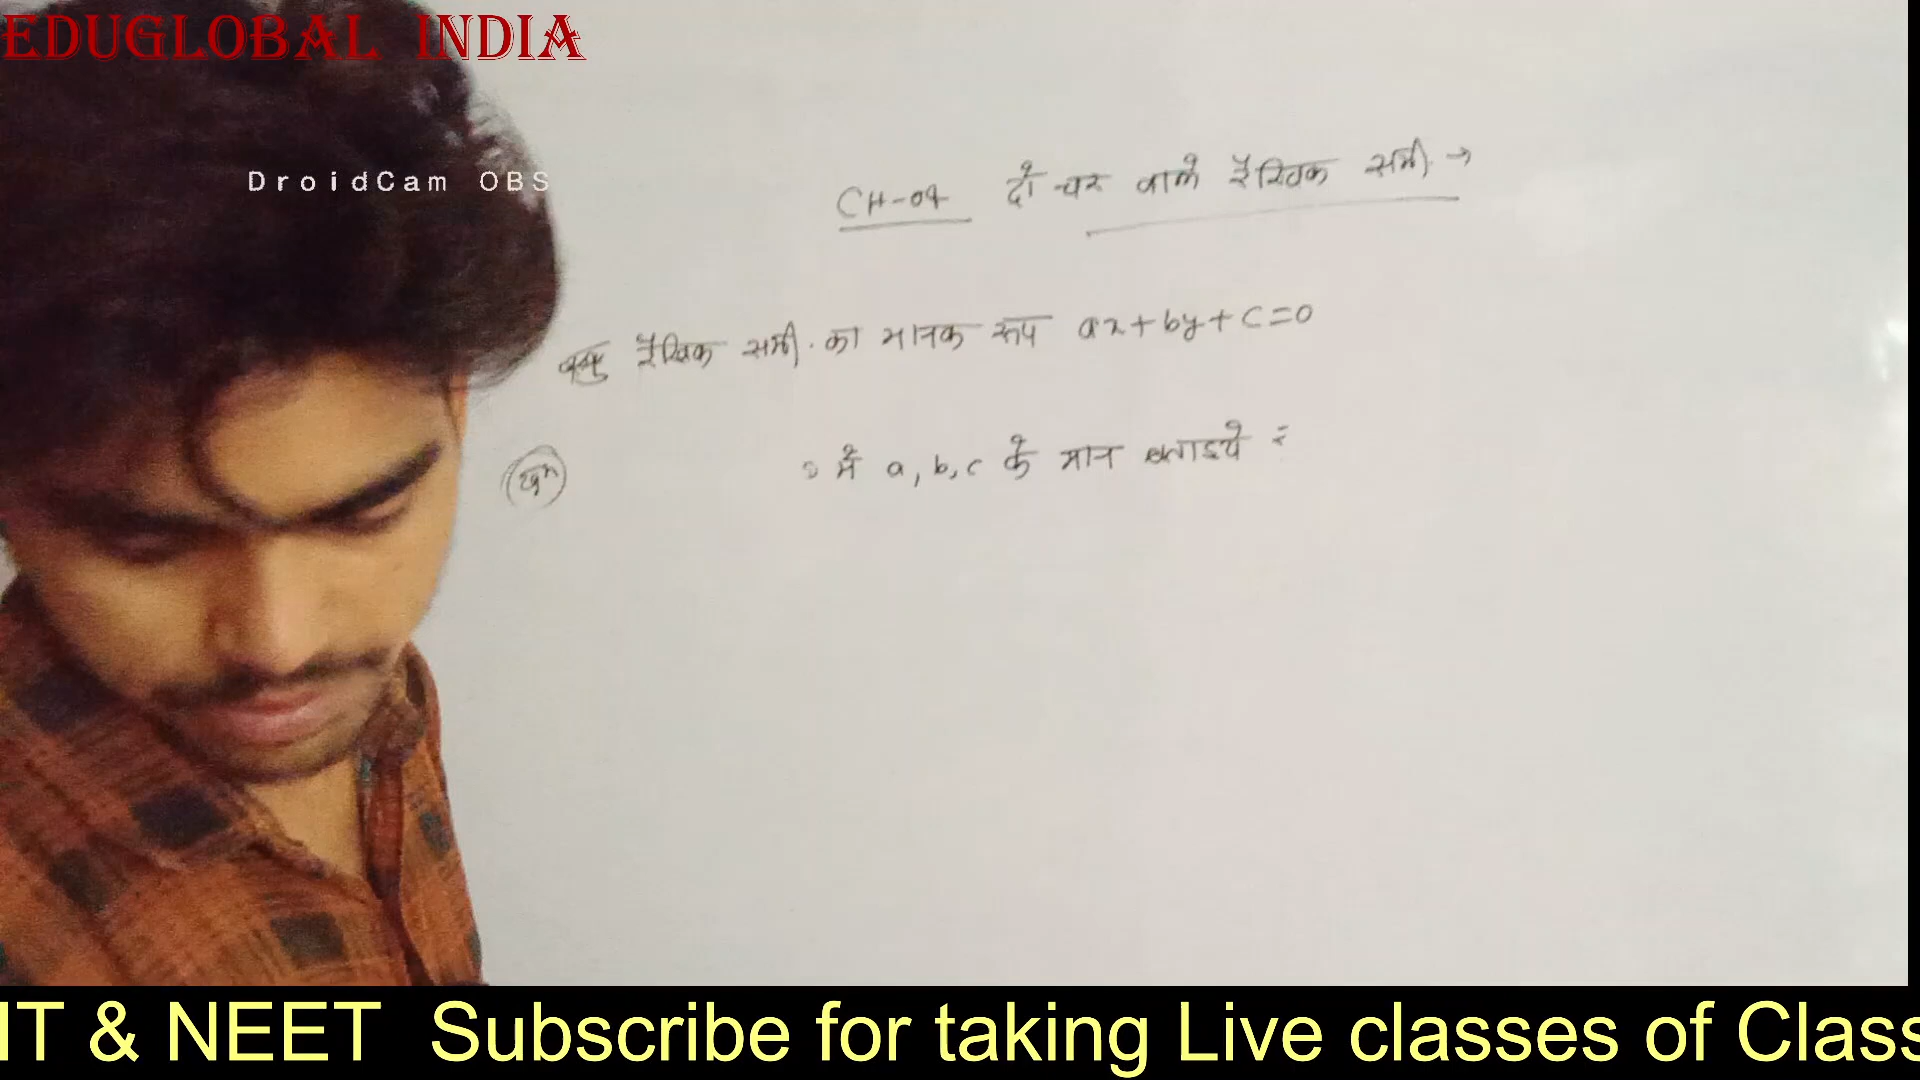 EDUGLOBAL INDIA
DroidCam OBS
CH-04 दो चर वाले रैखिक समी. →
रैखिक समी. का मानक रूप ax+by+c=0
में a, b, c के मान बताइये
IT & NEET Subscribe for taking Live classes of Class